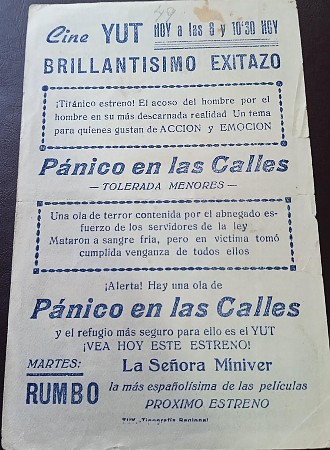 Cine YUT HOY a las 8 y 10'30 HOY
BRILLANTISIMO EXITAZO
¡Titánico estreno! El acoso del hombre por el
hombre en su más descarnada realidad Un tema
para quienes gustan de ACCION y EMOCION
Pánico en las Calles
— TOLERADA MENORES —
Una ola de terror contenida por el abnegado es-
fuerzo de los servidores de la ley
Mataron a sangre fria, pero en víctima tomó
cumplida venganza de todos ellos
¡Alerta! Hay una ola de
Pánico en las Calles
y el refugio más seguro para ello es el YUT
¡VEA HOY ESTE ESTRENO!
MARTES: La Señora Miniver
RUMBO la más españolísima de las películas
PROXIMO ESTRENO
Tipografía Regional